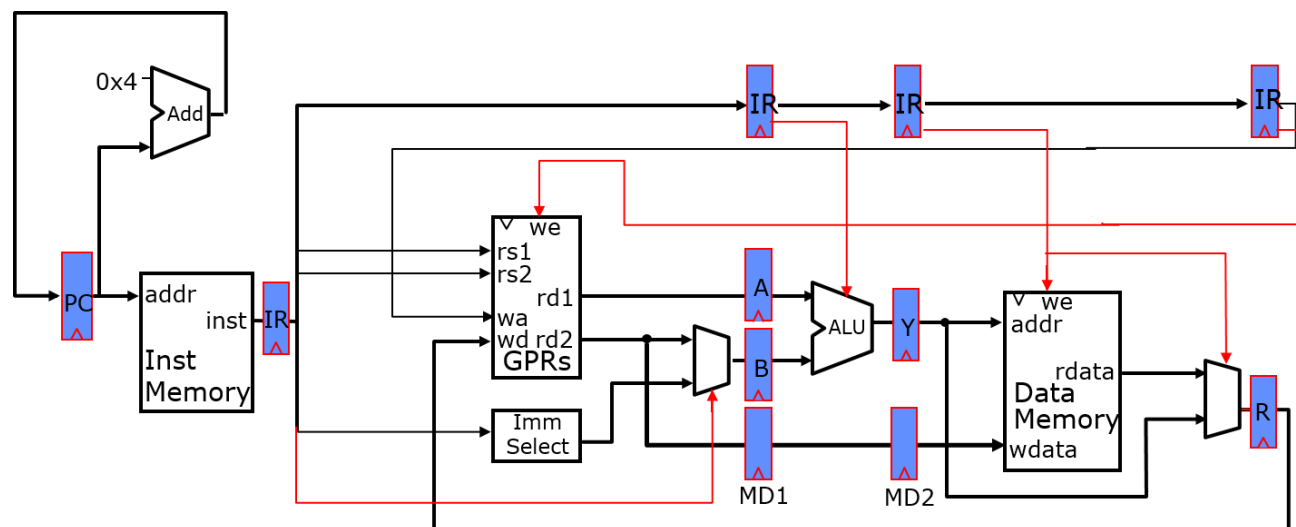 0x4
Add
IR
IR
IR
we
rs1
rs2
rd1
wa
wd rd2
GPRs
PC
addr
inst
Inst
Memory
IR
Imm
Select
A
B
MD1
ALU
Y
MD2
we
addr
rdata
Data
Memory
wdata
R